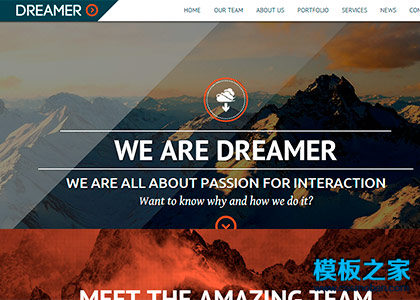 DREAMER
HOME OUR TEAM ABOUT US PORTFOLIO SERVICES NEWS CON
WE ARE DREAMER
WE ARE ALL ABOUT PASSION FOR INTERACTION
Want to know why and how we do it?
模板之家
MEET THE AMAZING TEAM